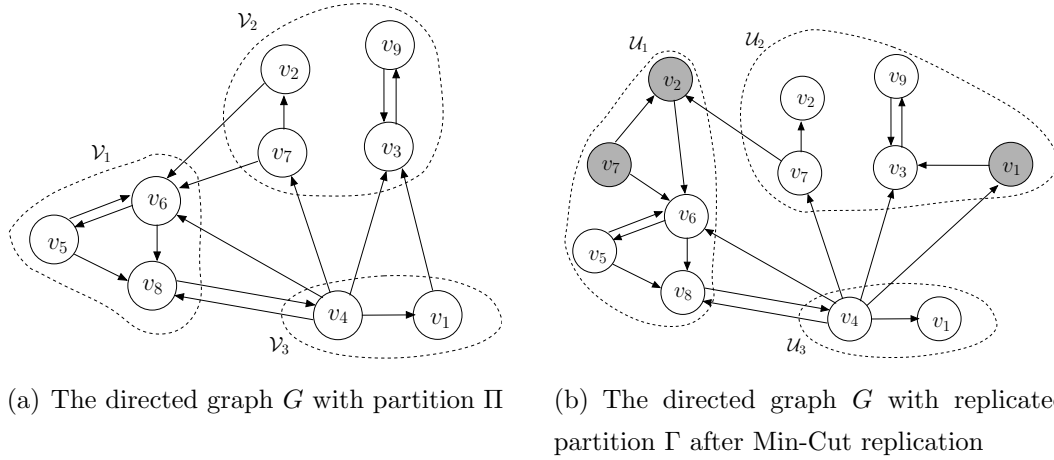 𝒱₂
v₉
v₂
v₇
v₃
𝒱₁
v₆
v₅
v₈
v₄
v₁
𝒱₃
𝒰₁
𝒰₂
v₂
v₉
v₂
v₇
v₇
v₃
v₁
v₆
v₅
v₈
v₄
v₁
𝒰₃
(a) The directed graph G with partition Π
(b) The directed graph G with replicated
partition Γ after Min-Cut replication